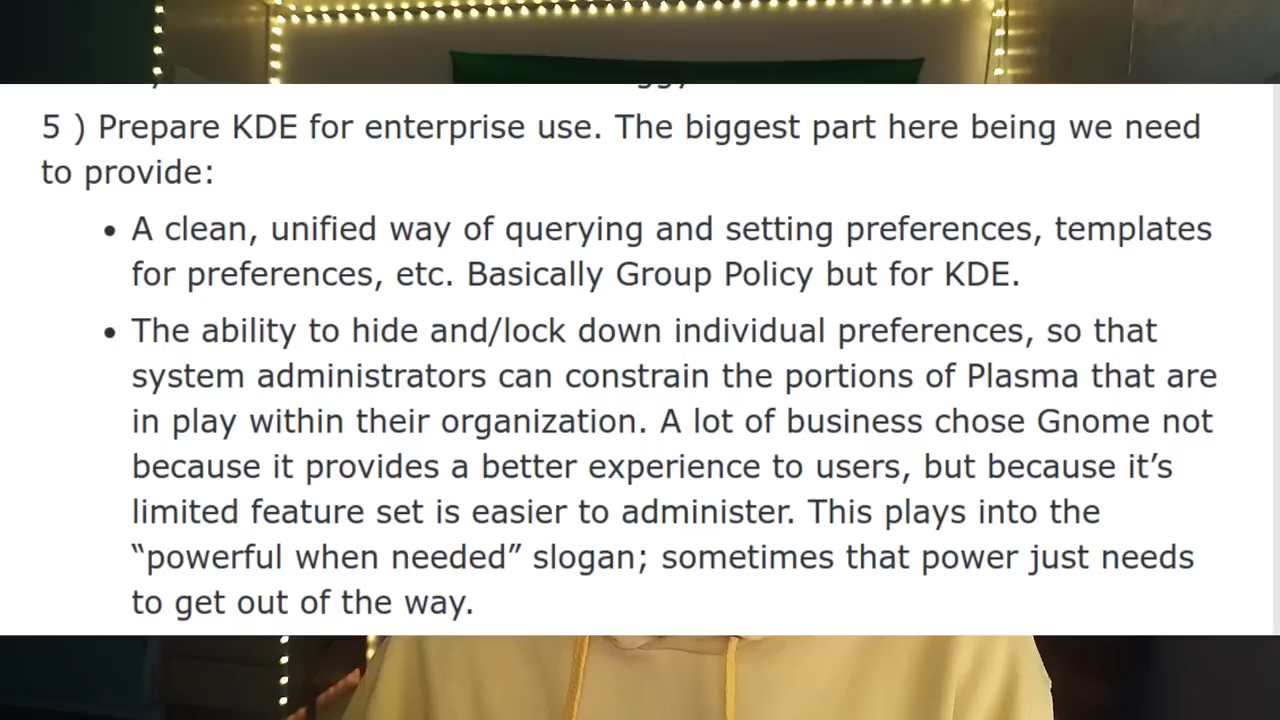 5 ) Prepare KDE for enterprise use. The biggest part here being we need
to provide:
• A clean, unified way of querying and setting preferences, templates
for preferences, etc. Basically Group Policy but for KDE.
• The ability to hide and/lock down individual preferences, so that
system administrators can constrain the portions of Plasma that are
in play within their organization. A lot of business chose Gnome not
because it provides a better experience to users, but because it’s
limited feature set is easier to administer. This plays into the
“powerful when needed” slogan; sometimes that power just needs
to get out of the way.